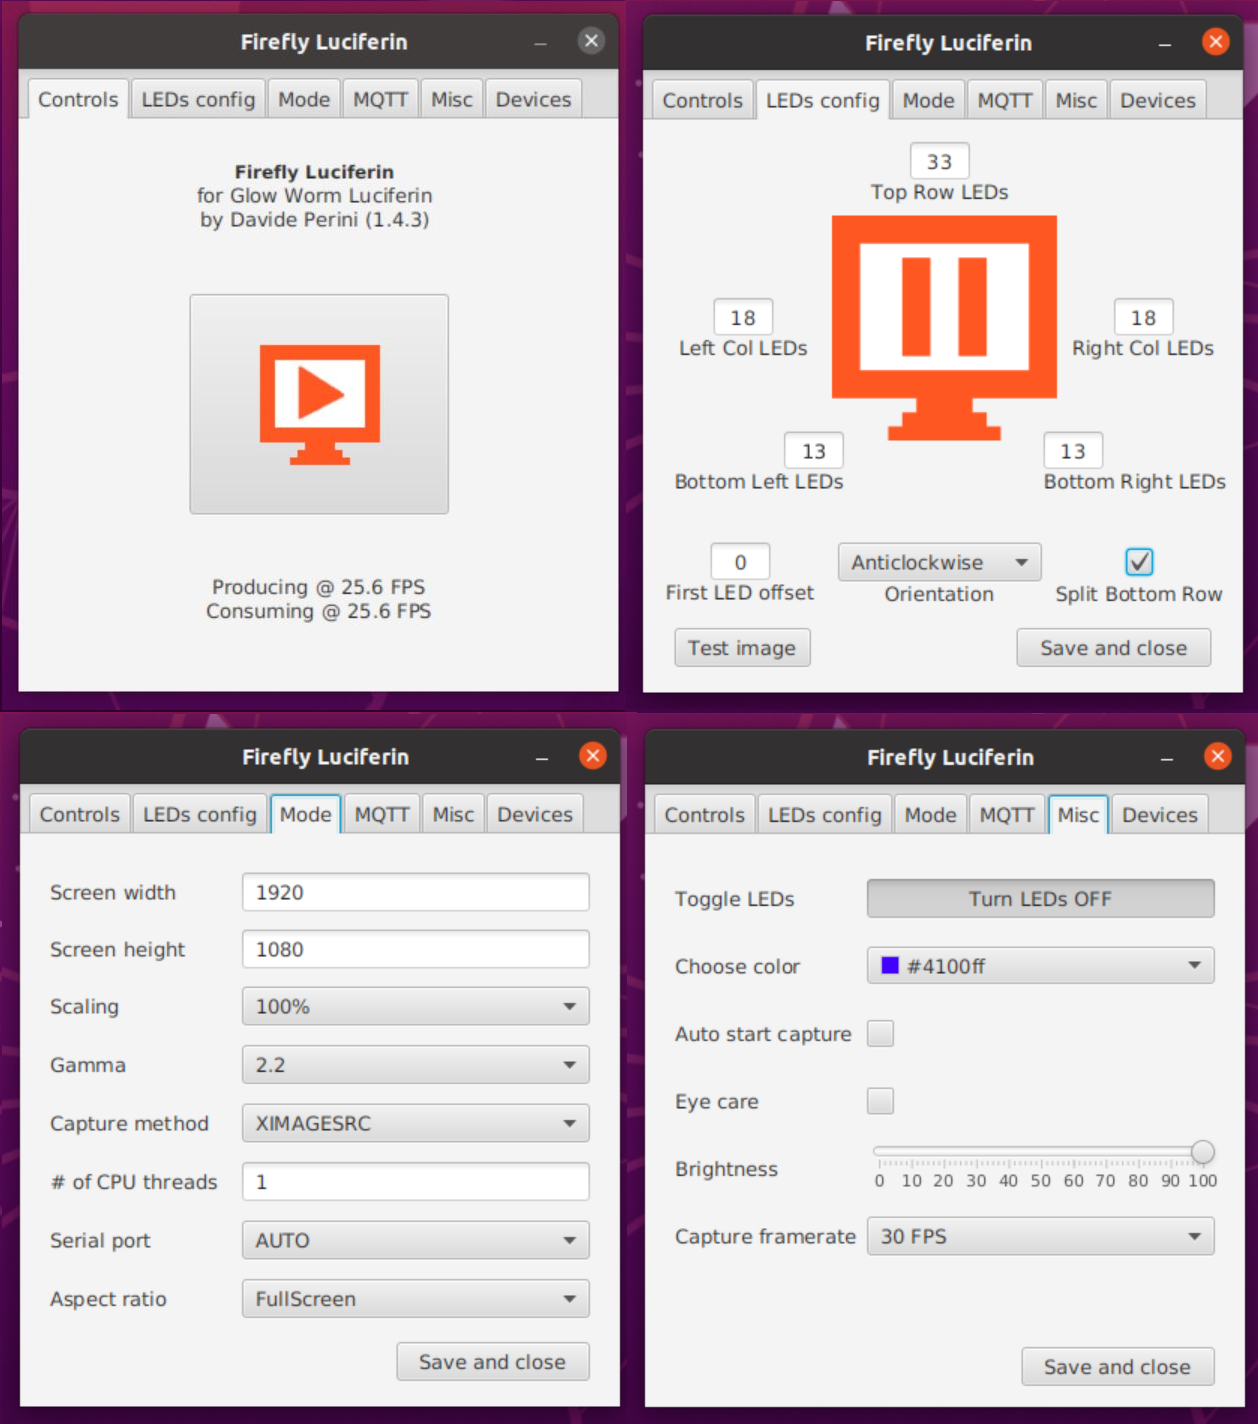 Firefly Luciferin
Controls LEDs config Mode MQTT Misc Devices
Firefly Luciferin
for Glow Worm Luciferin
by Davide Perini (1.4.3)
Producing @ 25.6 FPS
Consuming @ 25.6 FPS
Firefly Luciferin
Controls LEDs config Mode MQTT Misc Devices
33
Top Row LEDs
18 18
Left Col LEDs Right Col LEDs
13 13
Bottom Left LEDs Bottom Right LEDs
0 Anticlockwise
First LED offset Orientation Split Bottom Row
Test image Save and close
Firefly Luciferin
Controls LEDs config Mode MQTT Misc Devices
Screen width 1920
Screen height 1080
Scaling 100%
Gamma 2.2
Capture method XIMAGESRC
# of CPU threads 1
Serial port AUTO
Aspect ratio FullScreen
Save and close
Firefly Luciferin
Controls LEDs config Mode MQTT Misc Devices
Toggle LEDs Turn LEDs OFF
Choose color #4100ff
Auto start capture
Eye care
Brightness
0 10 20 30 40 50 60 70 80 90 100
Capture framerate 30 FPS
Save and close